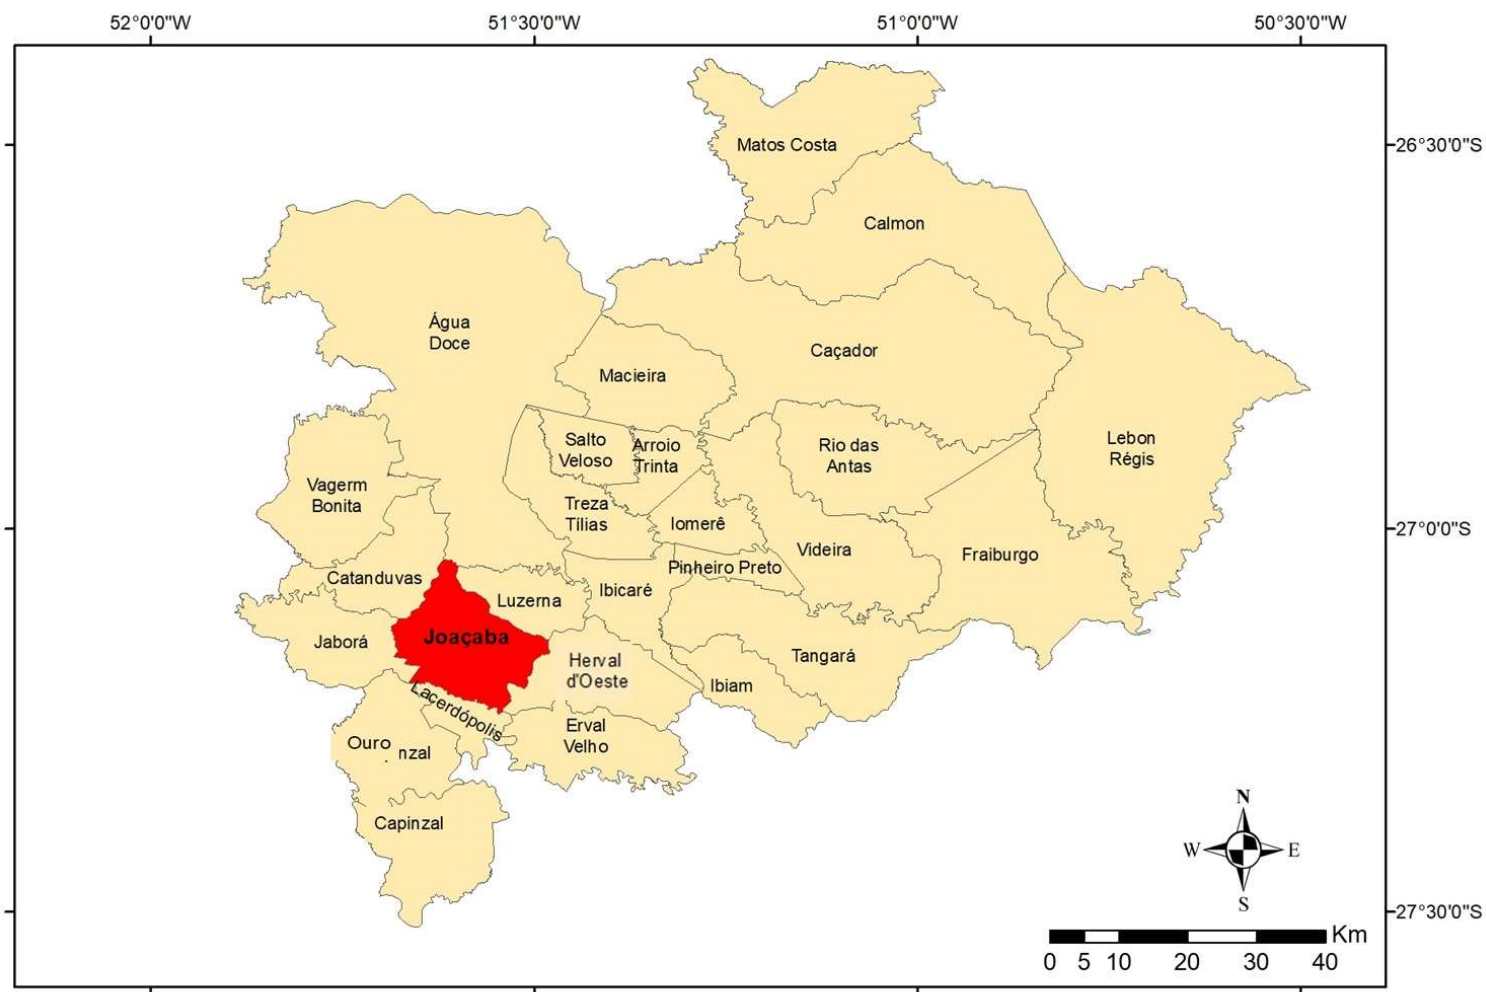 52°0'0"W
51°30'0"W
51°0'0"W
50°30'0"W
Matos Costa
26°30'0"S
Calmon
Água
Doce
Caçador
Macieira
Salto
Veloso
Arroio
Trinta
Rio das
Antas
Lebon
Régis
Vagerm
Bonita
Treza
Tílias
Iomerê
27°0'0"S
Videira
Fraiburgo
Pinheiro Preto
Catanduvas
Ibicaré
Luzerna
Joaçaba
Jaborá
Tangará
Herval
d'Oeste
Ibiam
Lacerdópolis
Erval
Velho
Ouro
nzal
Capinzal
N
W
E
S
27°30'0"S
Km
0 5 10 20 30 40